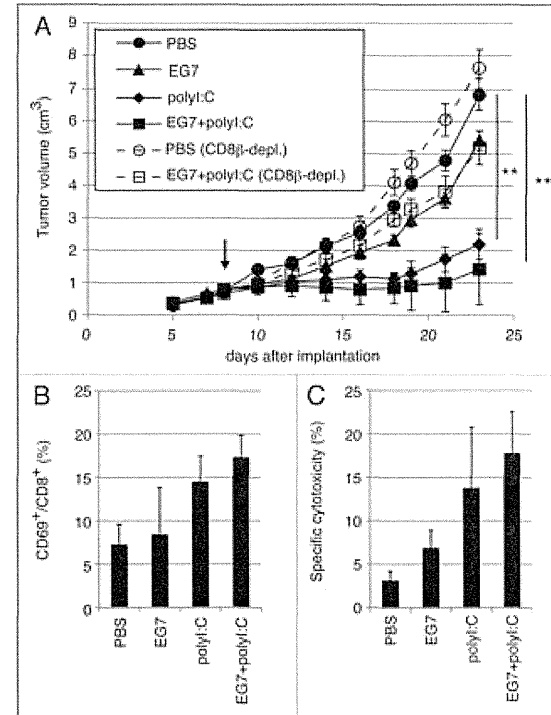 A
PBS
EG7
polyI:C
EG7+polyI:C
PBS (CD8β-depl.)
EG7+polyI:C (CD8β-depl.)
Tumor volume (cm³)
9
8
7
6
5
4
3
2
1
0
0 5 10 15 20 25
days after implantation
**
**
B
CD69⁺/CD8⁺ (%)
25
20
15
10
5
0
PBS
EG7
polyI:C
EG7+polyI:C
C
Specific cytotoxicity (%)
25
20
15
10
5
0
PBS
EG7
polyI:C
EG7+polyI:C